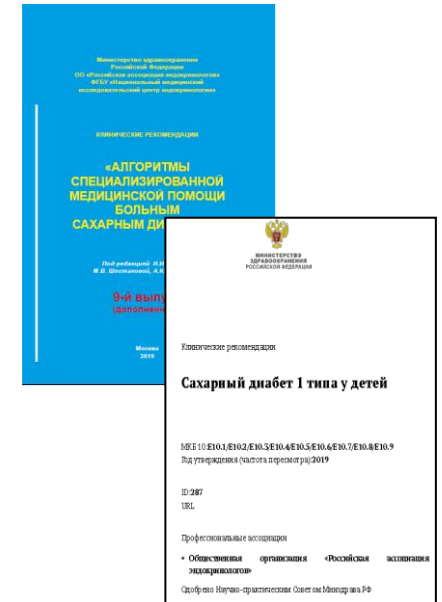 Министерство здравоохранения
Российской Федерации
ОО «Российская ассоциация эндокринологов»
ФГБУ «Национальный медицинский
исследовательский центр эндокринологии»
КЛИНИЧЕСКИЕ РЕКОМЕНДАЦИИ
«АЛГОРИТМЫ
СПЕЦИАЛИЗИРОВАННОЙ
МЕДИЦИНСКОЙ ПОМОЩИ
БОЛЬНЫМ
САХАРНЫМ ДИ
Под редакцией И.И
М.В. Шестаковой, А.Ю
9-й выпу
(дополненн
Москва
2019
МИНИСТЕРСТВО
ЗДРАВООХРАНЕНИЯ
РОССИЙСКОЙ ФЕДЕРАЦИИ
Клинические рекомендации
Сахарный диабет 1 типа у детей
МКБ 10:E10.1/E10.2/E10.3/E10.4/E10.5/E10.6/E10.7/E10.8/E10.9
Год утверждения (частота пересмотра):2019
ID:287
URL
Профессиональные ассоциации
• Общественная организация «Российская ассоциация
эндокринологов»
Одобрено Научно-практическим Советом Минздрава РФ